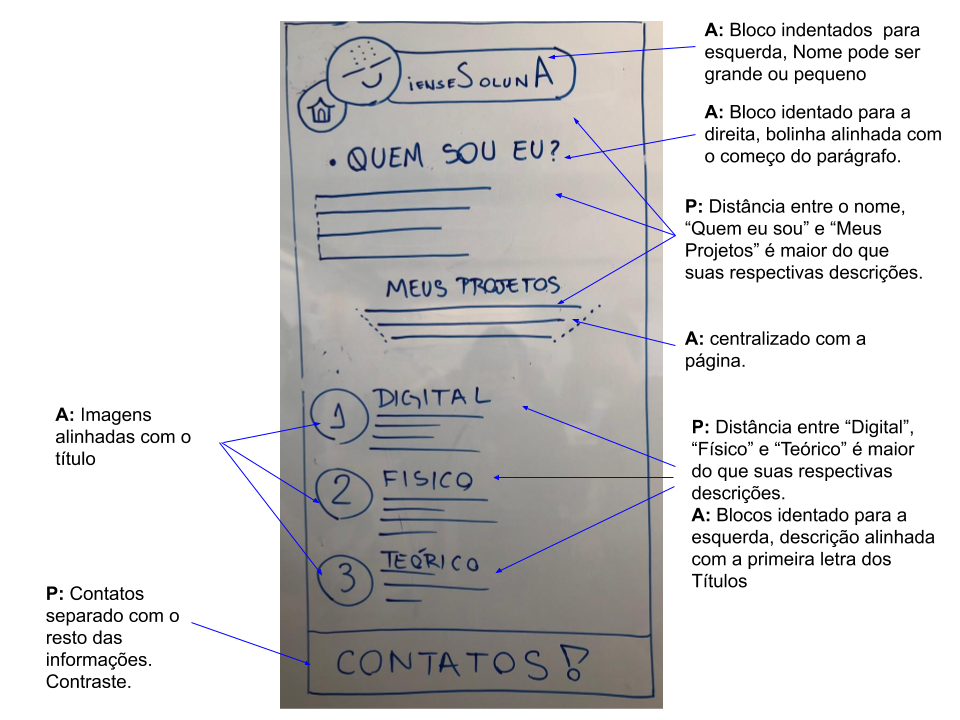 A: Bloco indentados  para
esquerda, Nome pode ser
grande ou pequeno
A: Bloco identado para a
direita, bolinha alinhada com
o começo do parágrafo.
P: Distância entre o nome,
“Quem eu sou” e “Meus
Projetos” é maior do que
suas respectivas descrições.
A: centralizado com a
página.
P: Distância entre “Digital”,
“Físico” e “Teórico” é maior
do que suas respectivas
descrições.
A: Blocos identado para a
esquerda, descrição alinhada
com a primeira letra dos
Títulos
A: Imagens
alinhadas com o
título
P: Contatos
separado com o
resto das
informações.
Contraste.
iENSESOLUNA
• QUEM SOU EU?
MEUS PROJETOS
1 DIGITAL
2 FISICO
3 TEÓRICO
CONTATOS!